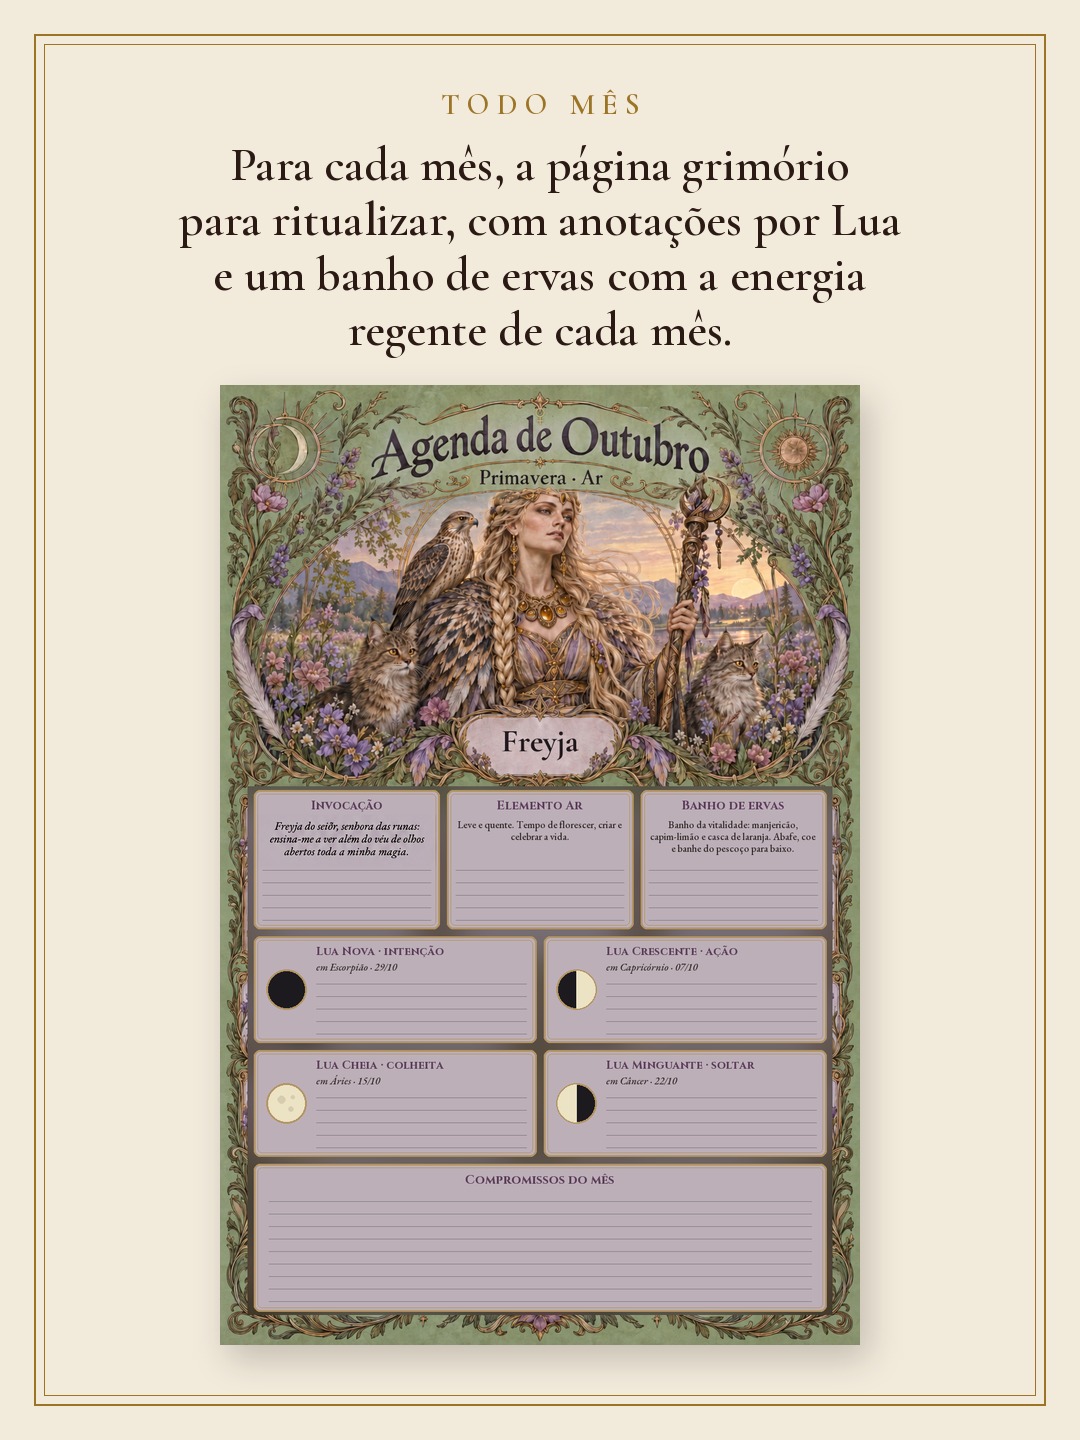 TODO MÊS
Para cada mês, a página grimório
para ritualizar, com anotações por Lua
e um banho de ervas com a energia
regente de cada mês.
Agenda de Outubro
Primavera · Ar
Freyja
Invocação
Freyja do seiðr, senhora das runas:
ensina-me a ver além do véu de olhos
abertos toda a minha magia.
Elemento Ar
Leve e quente. Tempo de florescer, criar e
celebrar a vida.
Banho de ervas
Banho da vitalidade: manjericão,
capim-limão e casca de laranja. Abafe, coe
e banhe do pescoço para baixo.
Lua Nova · intenção
em Escorpião · 29/10
Lua Crescente · ação
em Capricórnio · 07/10
Lua Cheia · colheita
em Áries · 15/10
Lua Minguante · soltar
em Câncer · 22/10
Compromissos do mês